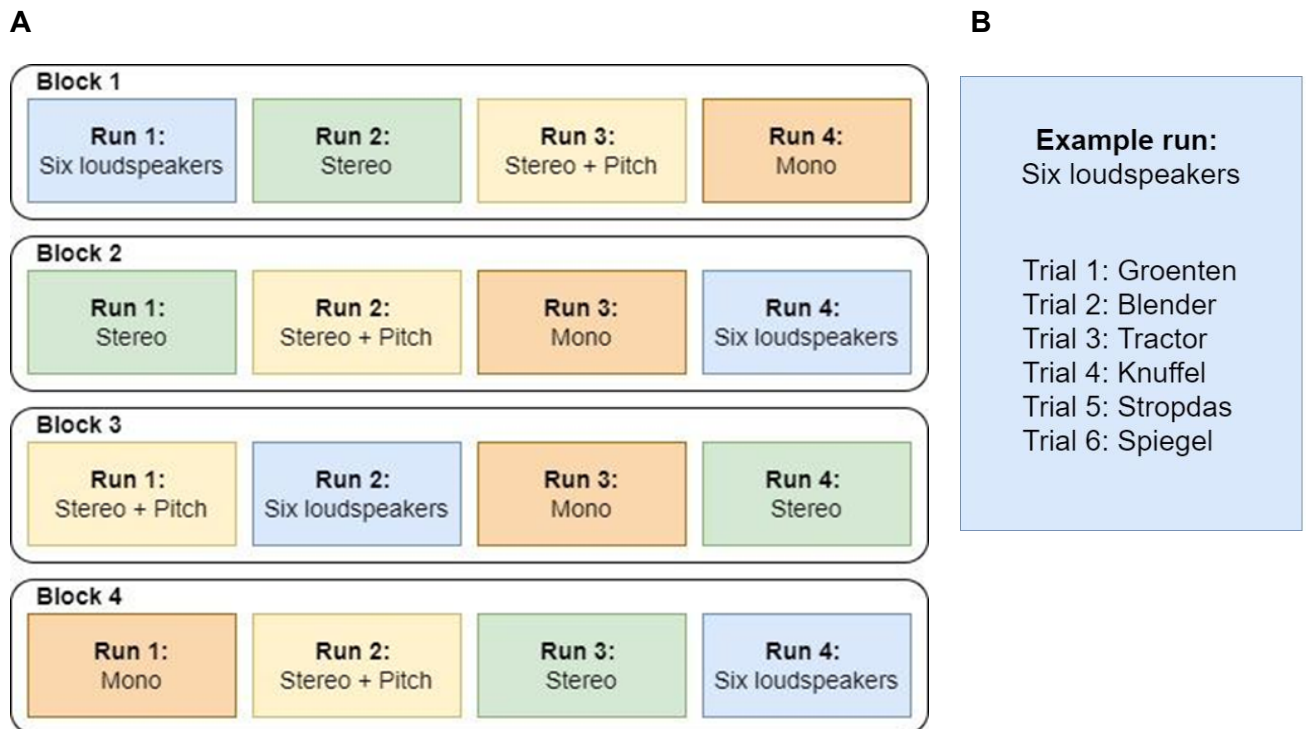 A
B
Block 1
Run 1:
Six loudspeakers
Run 2:
Stereo
Run 3:
Stereo + Pitch
Run 4:
Mono
Block 2
Run 1:
Stereo
Run 2:
Stereo + Pitch
Run 3:
Mono
Run 4:
Six loudspeakers
Block 3
Run 1:
Stereo + Pitch
Run 2:
Six loudspeakers
Run 3:
Mono
Run 4:
Stereo
Block 4
Run 1:
Mono
Run 2:
Stereo + Pitch
Run 3:
Stereo
Run 4:
Six loudspeakers
Example run:
Six loudspeakers
Trial 1: Groenten
Trial 2: Blender
Trial 3: Tractor
Trial 4: Knuffel
Trial 5: Stropdas
Trial 6: Spiegel